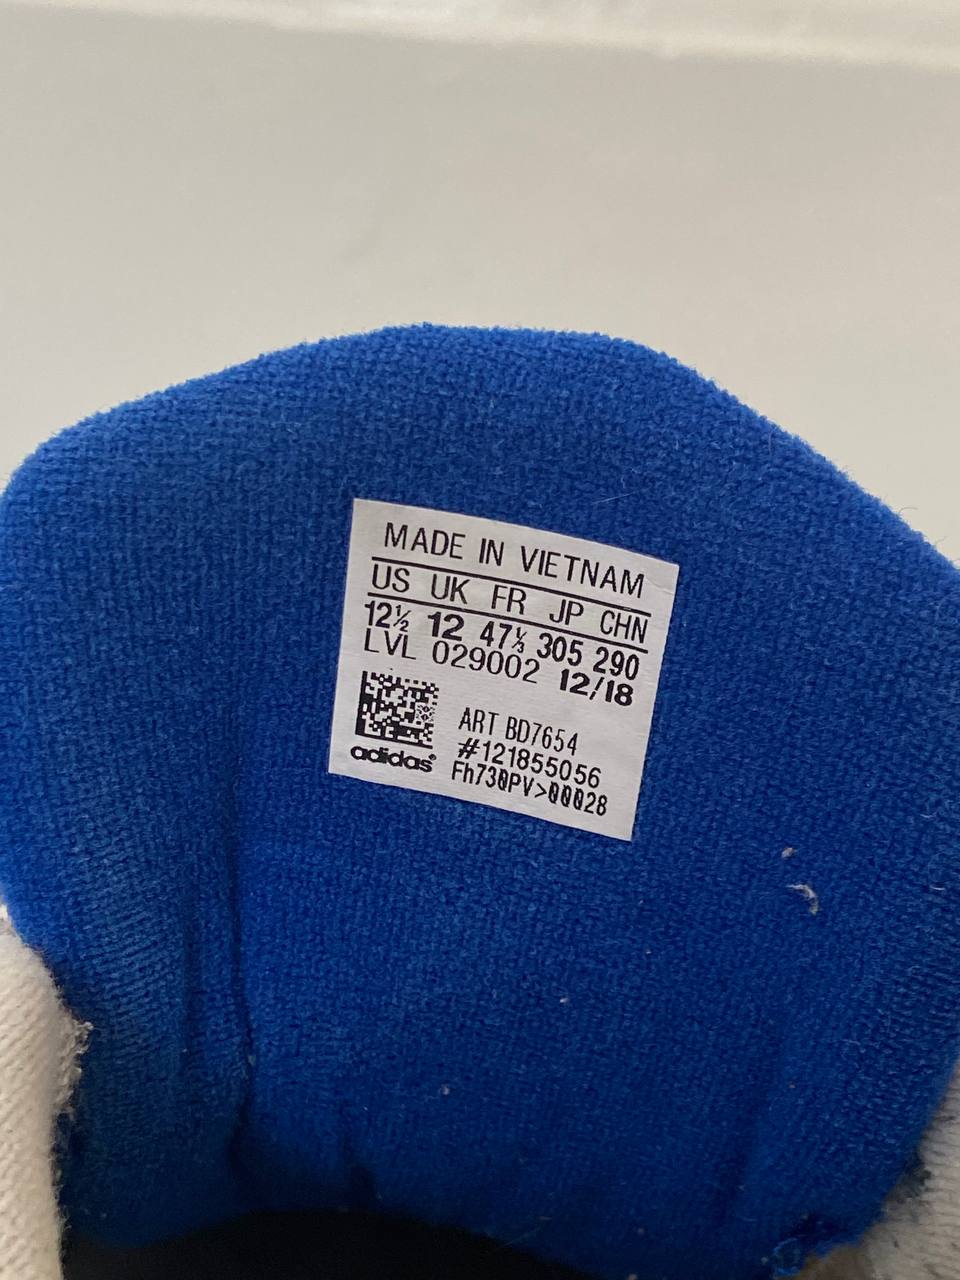 MADE IN VIETNAM
US UK FR JP CHN
12½ 12 47⅓ 305 290
LVL 029002 12/18
ART BD7654
#121855056
adidas®
Fh730PV>00028